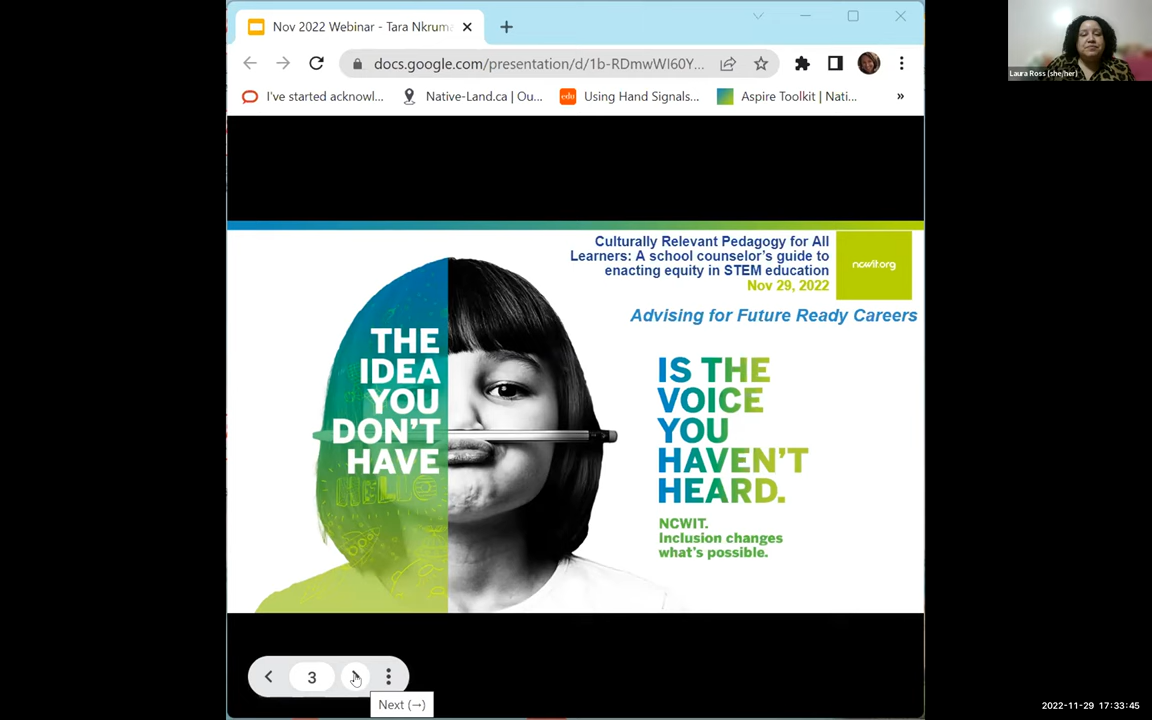 Nov 2022 Webinar - Tara Nkruma
docs.google.com/presentation/d/1b-RDmwWI60Y...
I've started acknowl...
Native-Land.ca | Ou...
edu
Using Hand Signals...
Aspire Toolkit | Nati...
»
Laura Ross (she/her)
Culturally Relevant Pedagogy for All
Learners: A school counselor's guide to
enacting equity in STEM education
Nov 29, 2022
ncwit.org
Advising for Future Ready Careers
THE
IDEA
YOU
DON'T
HAVE
HELLO
IS THE
VOICE
YOU
HAVEN'T
HEARD.
NCWIT.
Inclusion changes
what's possible.
3
Next (→)
2022-11-29 17:33:45